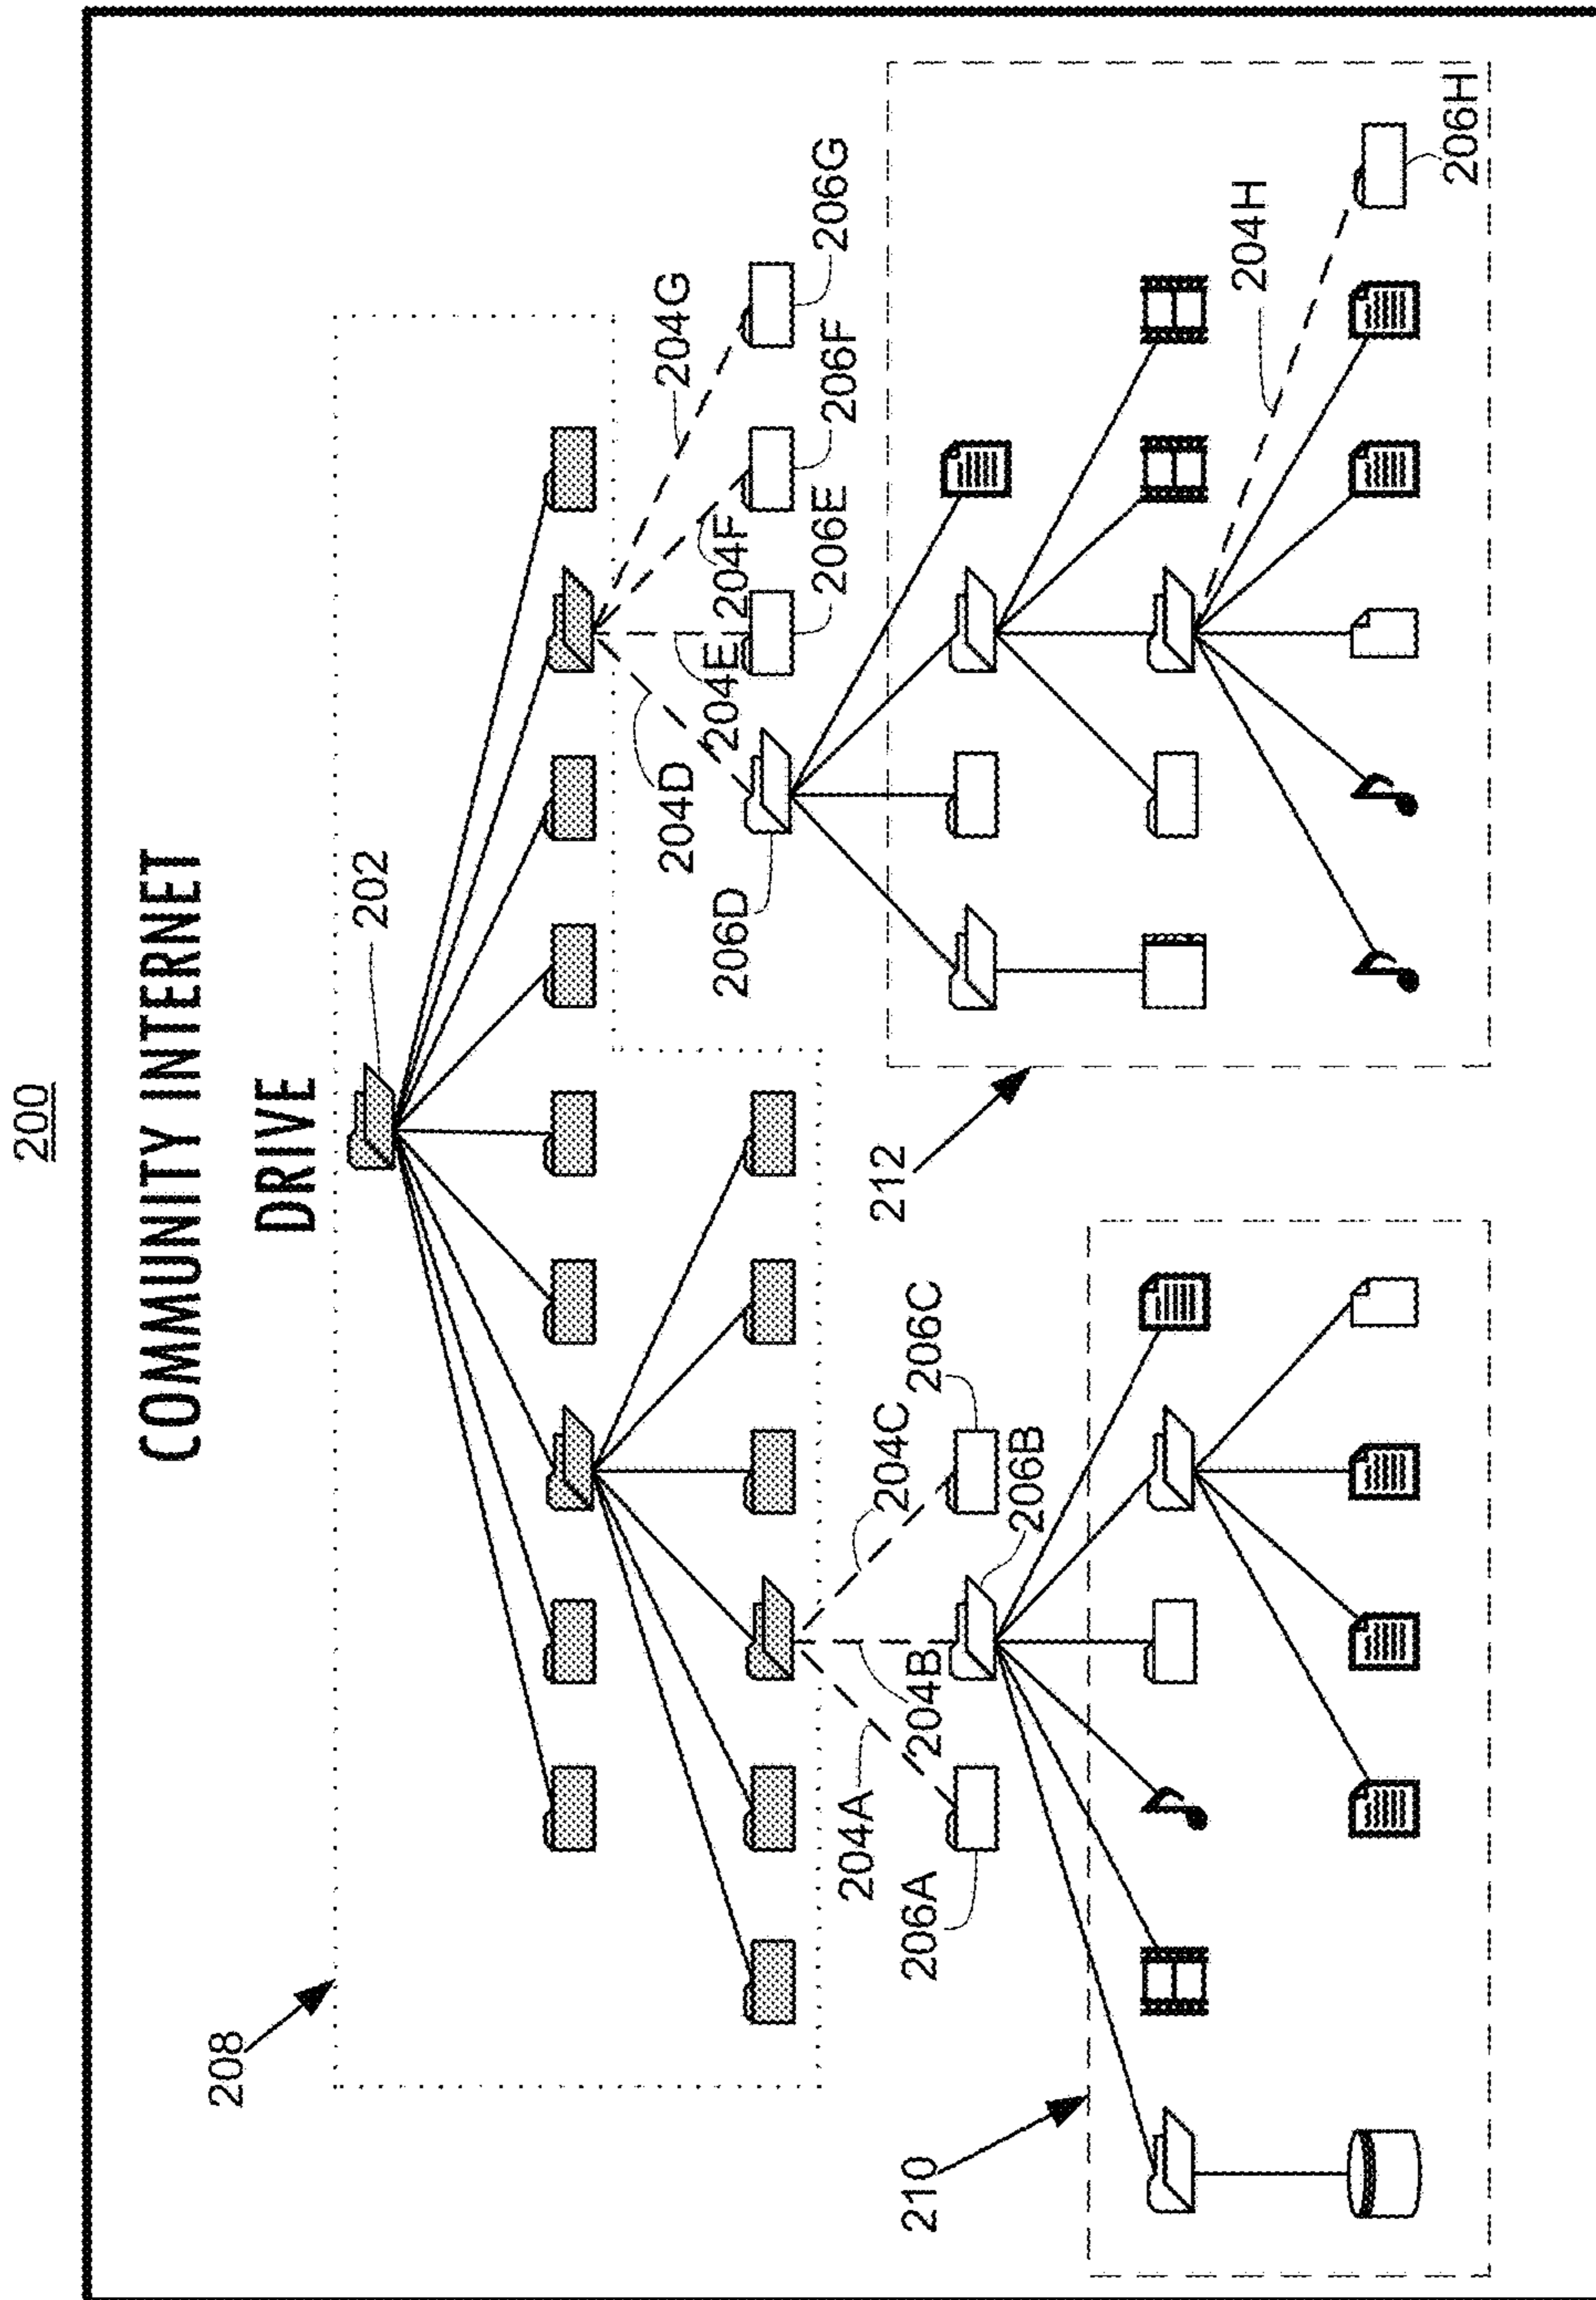 200
COMMUNITY INTERNET
DRIVE
208
202
204G
206G
204F
206F
204E
206E
204D
206D
204A
204B
204C
206A
206B
206C
210
212
204H
206H